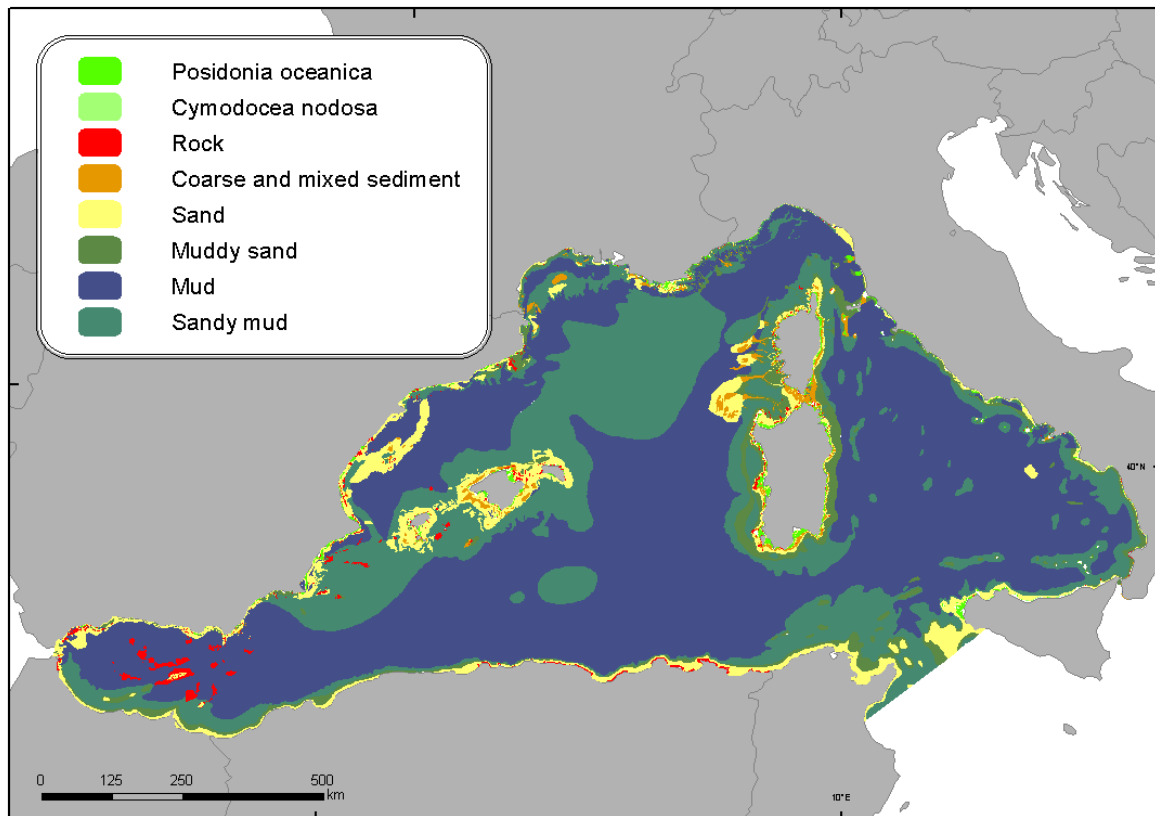 Posidonia oceanica
Cymodocea nodosa
Rock
Coarse and mixed sediment
Sand
Muddy sand
Mud
Sandy mud
40°N
0 125 250 500
km
10°E